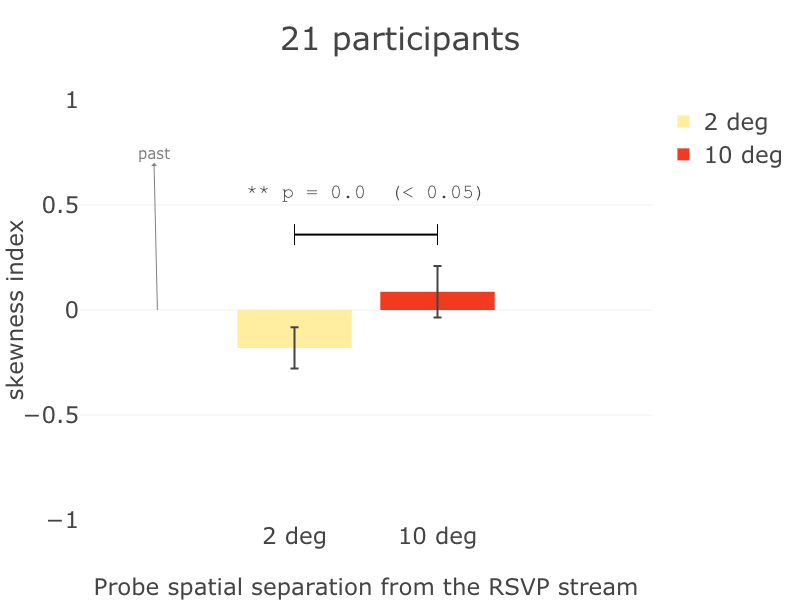 21 participants
1
2 deg
10 deg
past
** p = 0.0  (< 0.05)
0.5
skewness index
0
−0.5
−1
2 deg
10 deg
Probe spatial separation from the RSVP stream